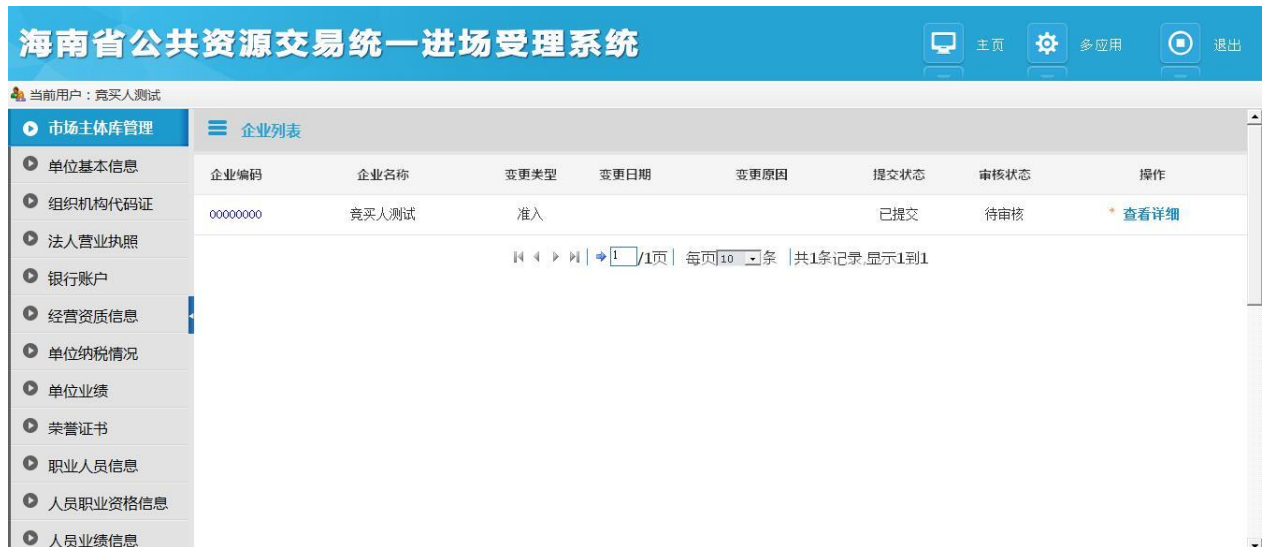 海南省公共资源交易统一进场受理系统
主页 多应用 退出
当前用户：竞买人测试
市场主体库管理
企业列表
单位基本信息
企业编码 企业名称 变更类型 变更日期 变更原因 提交状态 审核状态 操作
组织机构代码证
00000000 竞买人测试 准入 已提交 待审核 * 查看详细
法人营业执照
1 /1页 每页 10 条 共1条记录,显示1到1
银行账户
经营资质信息
单位纳税情况
单位业绩
荣誉证书
职业人员信息
人员职业资格信息
人员业绩信息